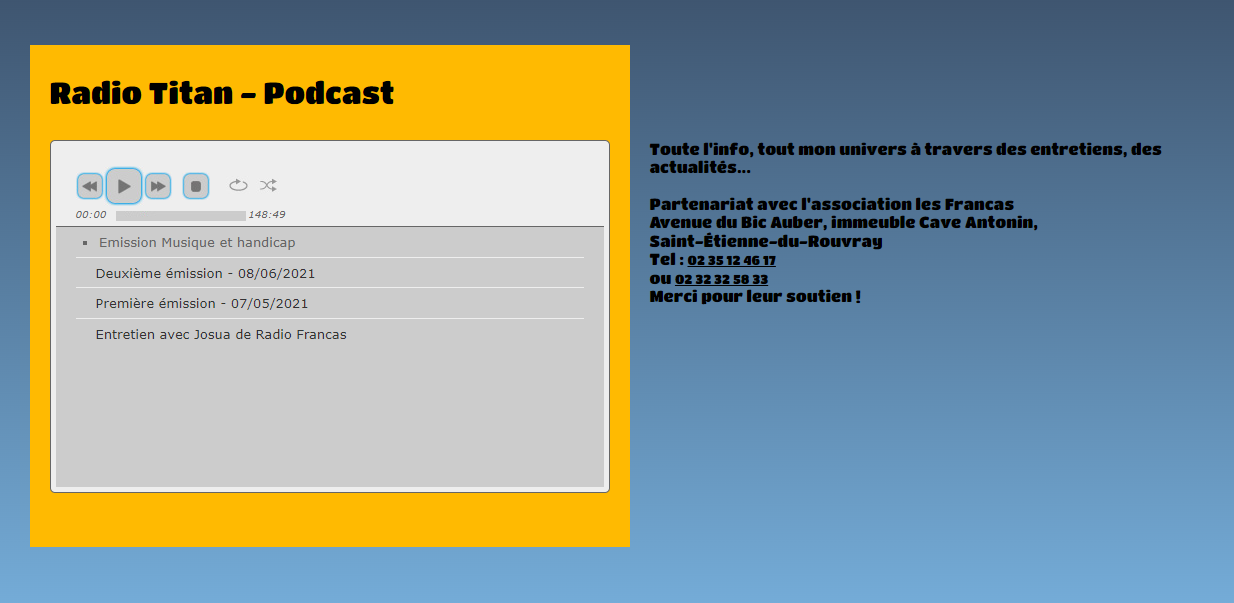 Radio Titan - Podcast
00:00 148:49
Emission Musique et handicap
Deuxième émission - 08/06/2021
Première émission - 07/05/2021
Entretien avec Josua de Radio Francas
Toute l'info, tout mon univers à travers des entretiens, des
actualités...
Partenariat avec l'association les Francas
Avenue du Bic Auber, immeuble Cave Antonin,
Saint-Étienne-du-Rouvray
Tel : 02 35 12 46 17
ou 02 32 32 58 33
Merci pour leur soutien !